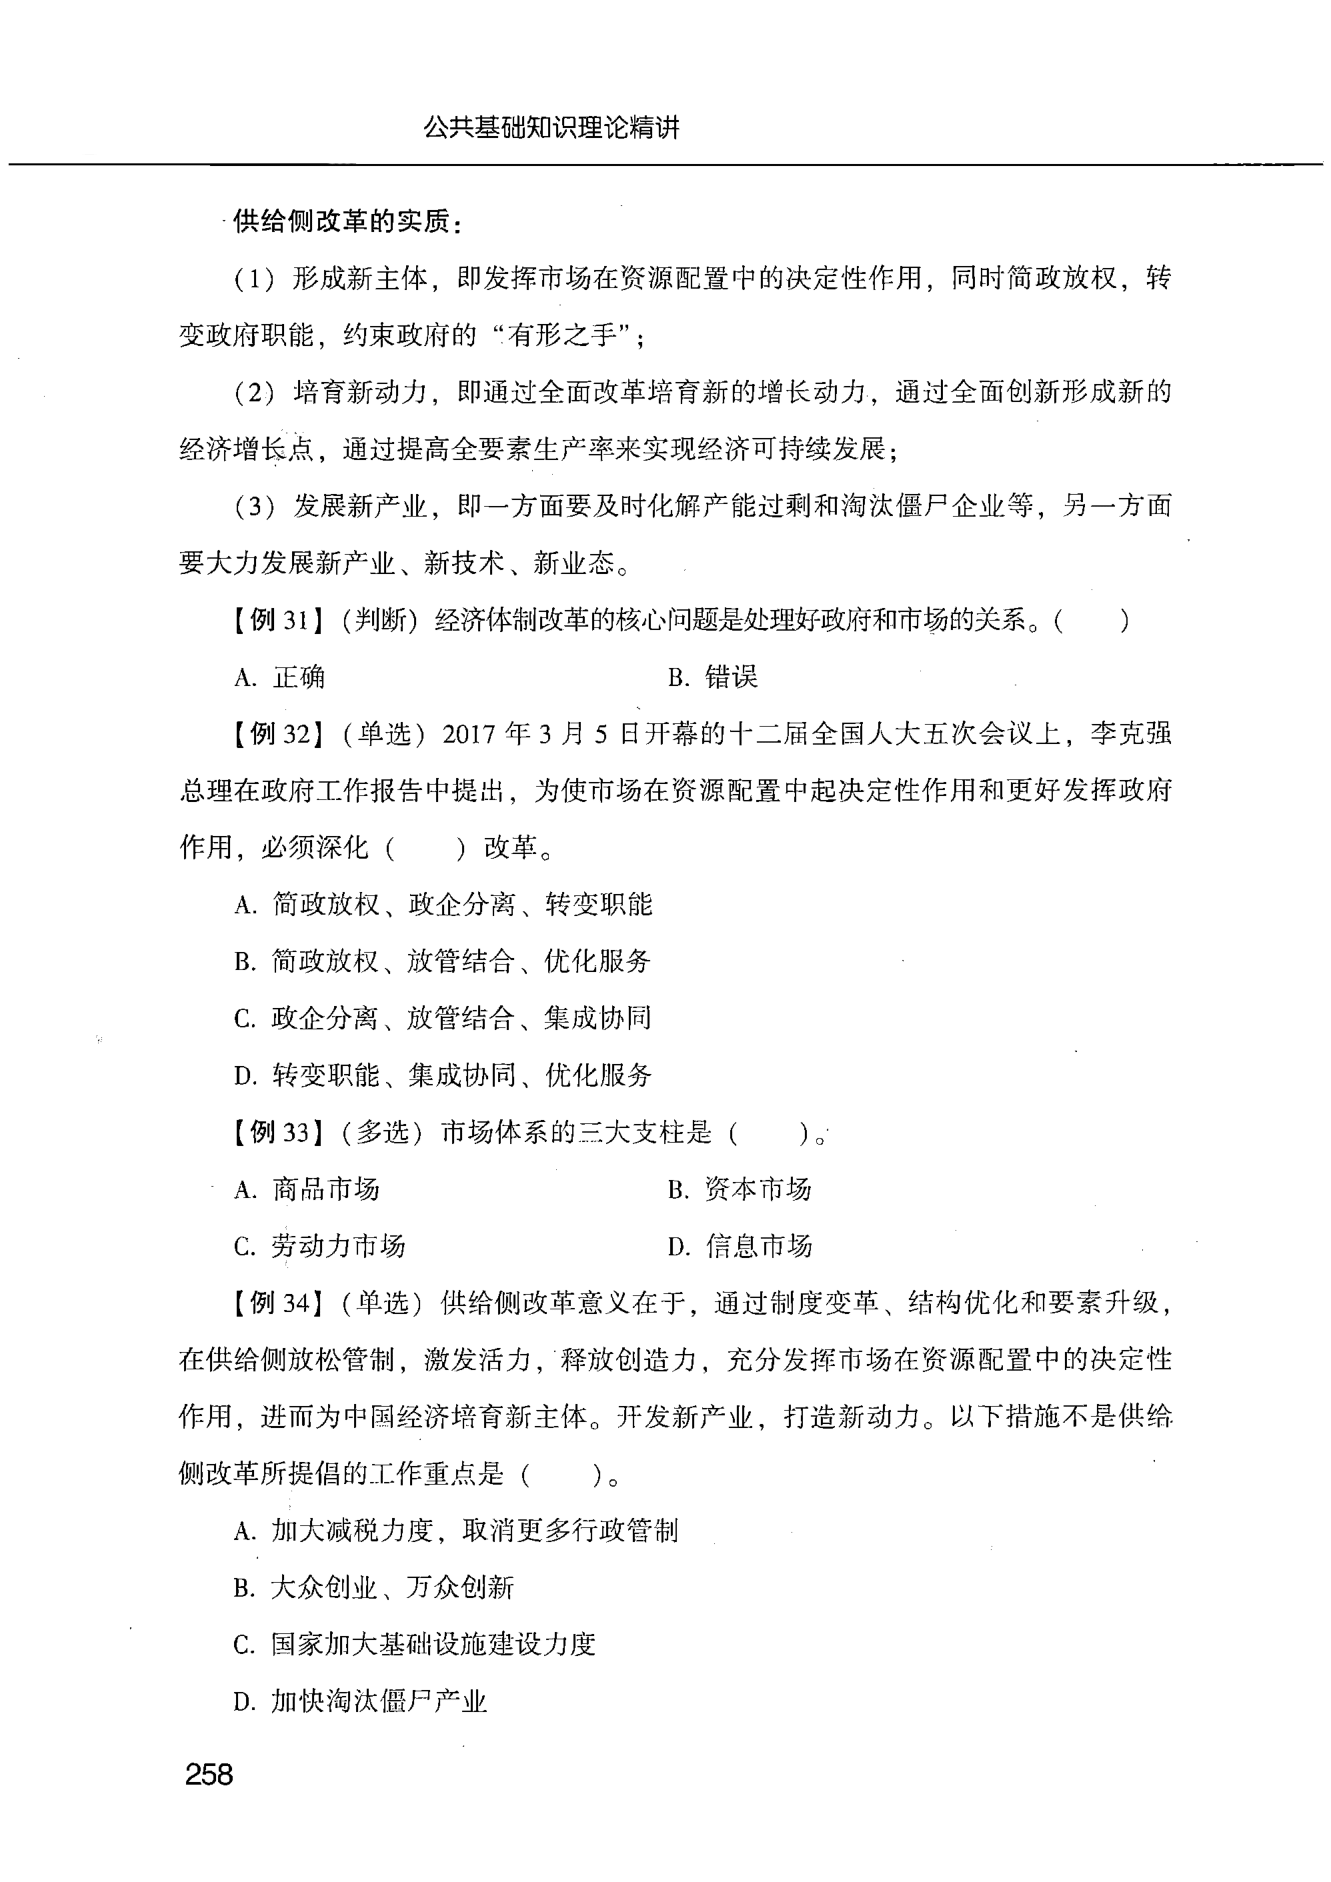 公共基础知识理论精讲
供给侧改革的实质：
（1）形成新主体，即发挥市场在资源配置中的决定性作用，同时简政放权，转
变政府职能，约束政府的“有形之手”；
（2）培育新动力，即通过全面改革培育新的增长动力，通过全面创新形成新的
经济增长点，通过提高全要素生产率来实现经济可持续发展；
（3）发展新产业，即一方面要及时化解产能过剩和淘汰僵尸企业等，另一方面
要大力发展新产业、新技术、新业态。
【例 31】（判断）经济体制改革的核心问题是处理好政府和市场的关系。（　　）
A. 正确　　B. 错误
【例 32】（单选）2017 年 3 月 5 日开幕的十二届全国人大五次会议上，李克强
总理在政府工作报告中提出，为使市场在资源配置中起决定性作用和更好发挥政府
作用，必须深化（　　）改革。
A. 简政放权、政企分离、转变职能
B. 简政放权、放管结合、优化服务
C. 政企分离、放管结合、集成协同
D. 转变职能、集成协同、优化服务
【例 33】（多选）市场体系的三大支柱是（　　）。
A. 商品市场　　B. 资本市场
C. 劳动力市场　　D. 信息市场
【例 34】（单选）供给侧改革意义在于，通过制度变革、结构优化和要素升级，
在供给侧放松管制，激发活力，释放创造力，充分发挥市场在资源配置中的决定性
作用，进而为中国经济培育新主体。开发新产业，打造新动力。以下措施不是供给
侧改革所提倡的工作重点是（　　）。
A. 加大减税力度，取消更多行政管制
B. 大众创业、万众创新
C. 国家加大基础设施建设力度
D. 加快淘汰僵尸产业
258